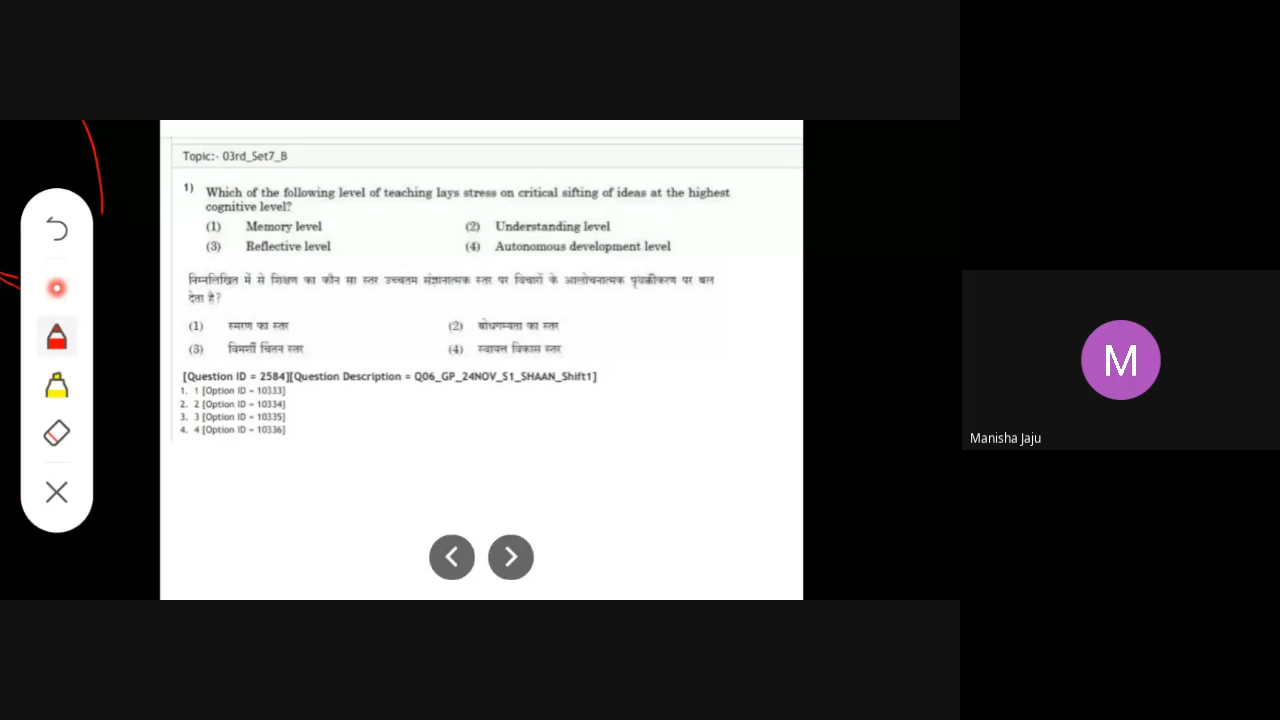 Topic:- 03rd_Set7_B
1) Which of the following level of teaching lays stress on critical sifting of ideas at the highest
cognitive level?
(1) Memory level (2) Understanding level
(3) Reflective level (4) Autonomous development level
निम्नलिखित में से शिक्षण का कौन सा स्तर उच्चतम संज्ञानात्मक स्तर पर विचारों के आलोचनात्मक पृथक्कीकरण पर बल
देता है?
(1) स्मरण का स्तर (2) बोधगम्यता का स्तर
(3) विमर्शी चिंतन स्तर (4) स्वायत्त विकास स्तर
[Question ID = 2584][Question Description = Q06_GP_24NOV_S1_SHAAN_Shift1]
1. 1 [Option ID = 10333]
2. 2 [Option ID = 10334]
3. 3 [Option ID = 10335]
4. 4 [Option ID = 10336]
M
Manisha Jaju